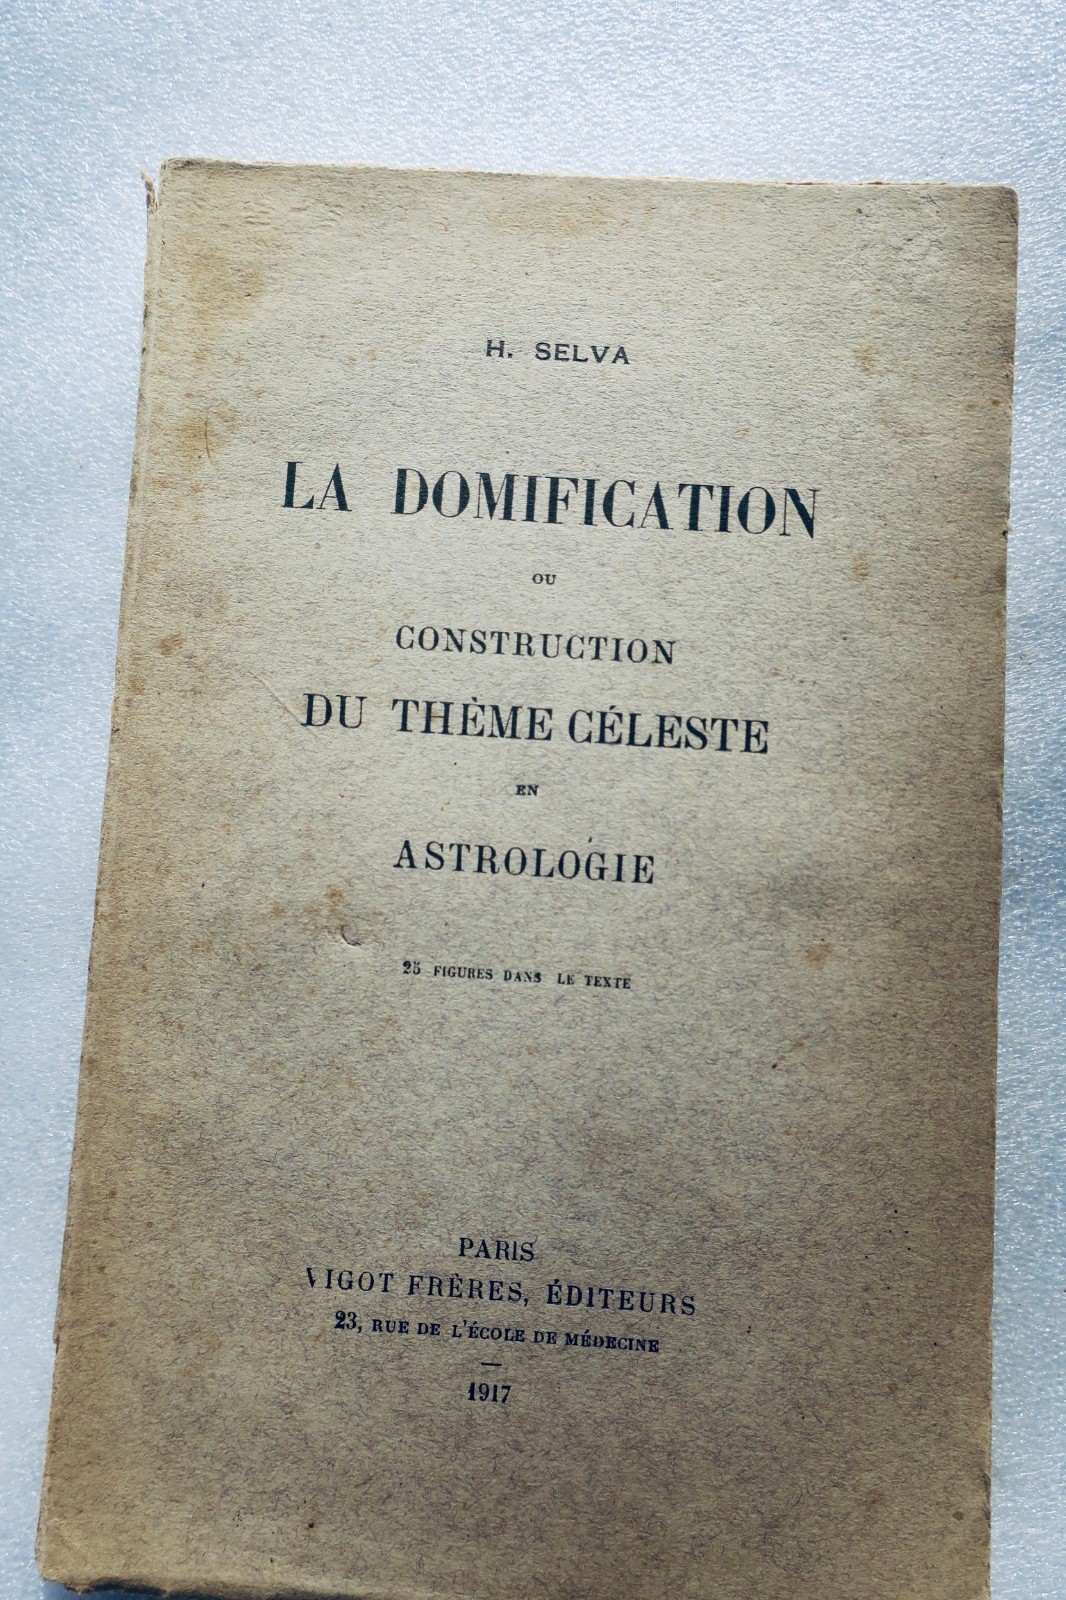 H. SELVA
LA DOMIFICATION
OU
CONSTRUCTION
DU THÈME CÉLESTE
EN
ASTROLOGIE
25 FIGURES DANS LE TEXTE
PARIS
VIGOT FRÈRES, ÉDITEURS
23, RUE DE L'ÉCOLE DE MÉDECINE
1917